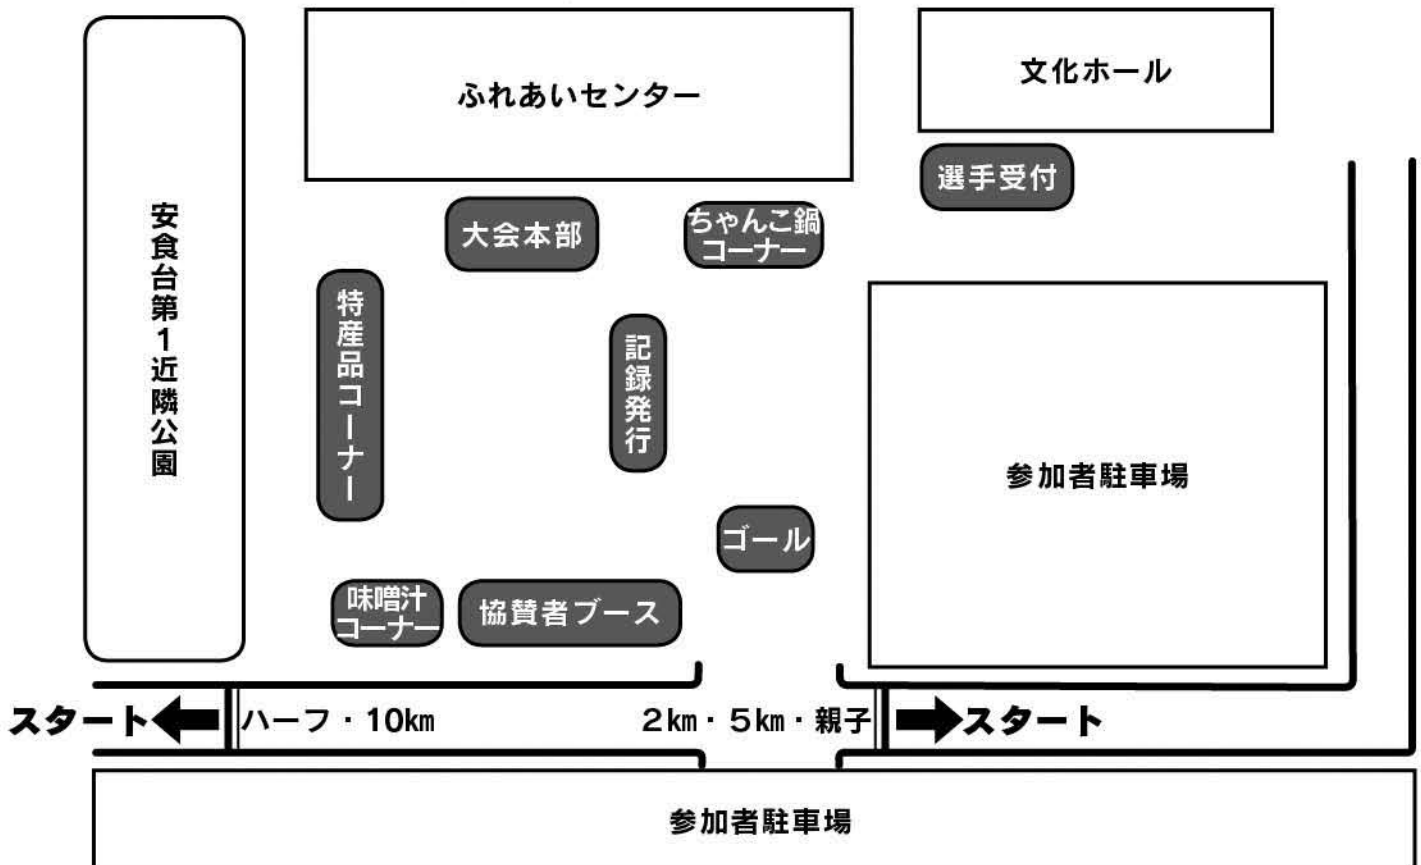 ふれあいセンター
文化ホール
選手受付
大会本部
ちゃんこ鍋
コーナー
安食台第1近隣公園
特産品コーナー
記録発行
参加者駐車場
ゴール
味噌汁
コーナー
協賛者ブース
スタート
ハーフ・10km
2km・5km・親子
スタート
参加者駐車場